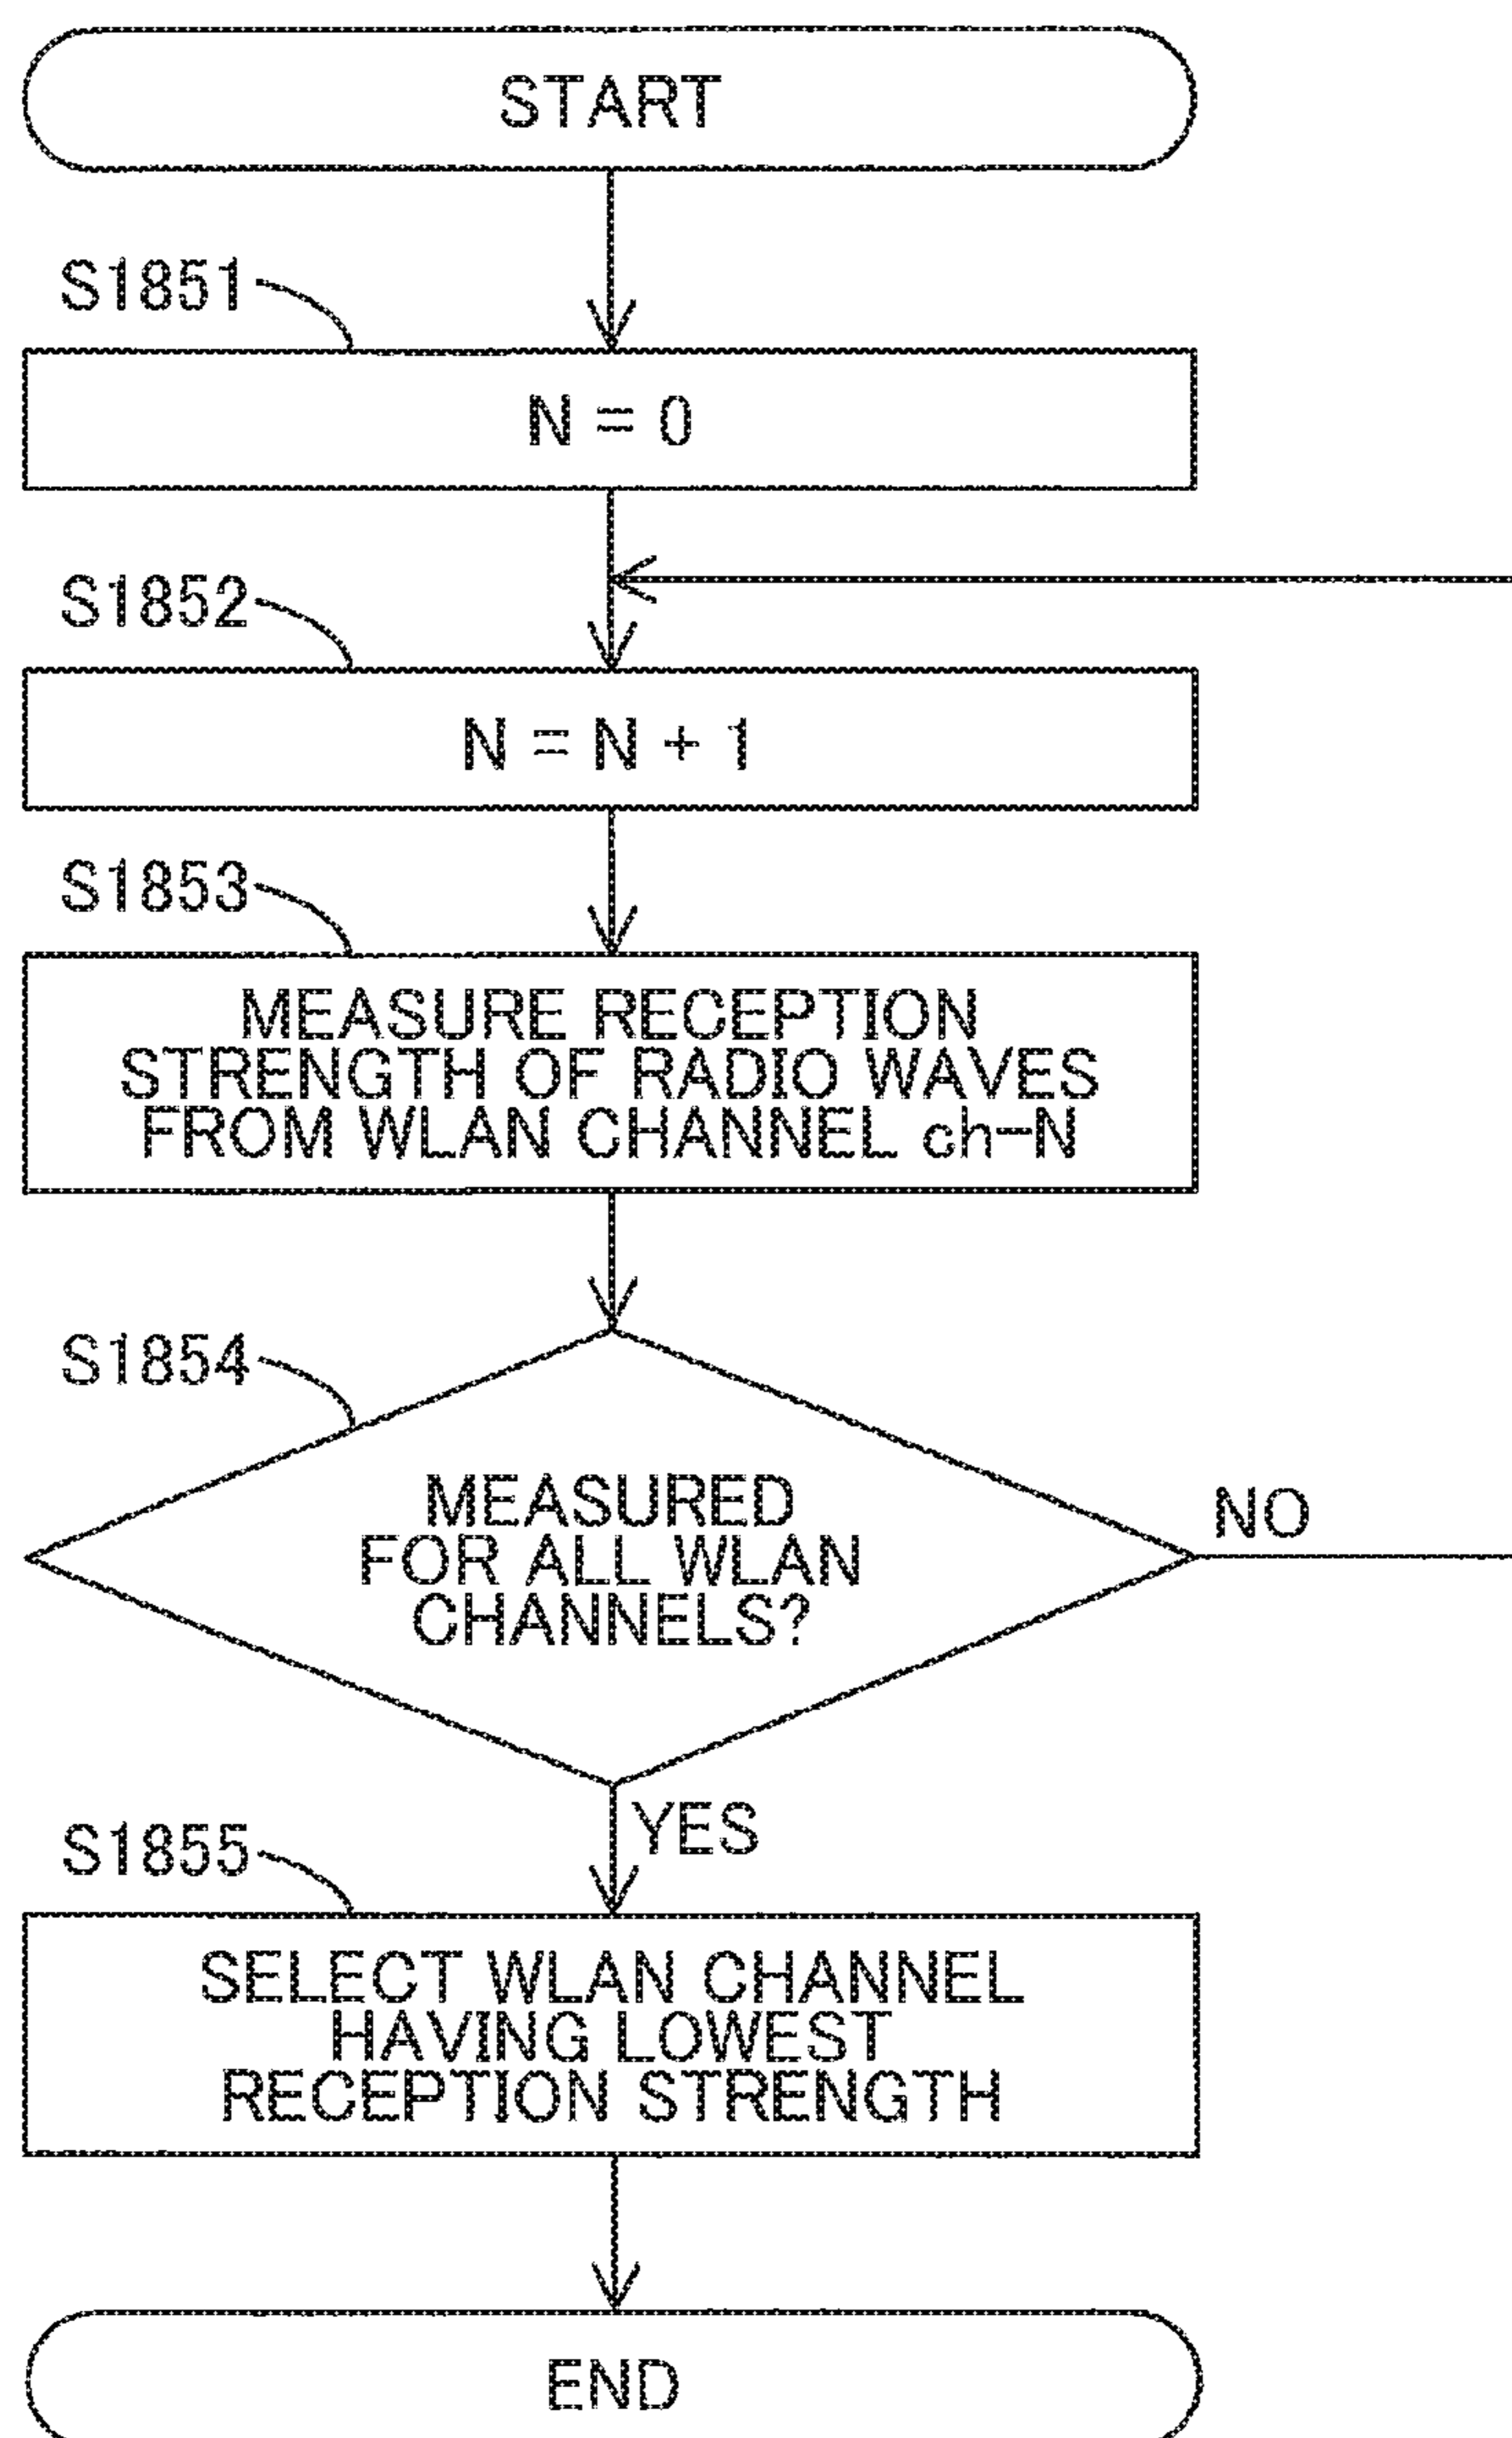 START
S1851
N = 0
S1852
N = N + 1
S1853
MEASURE RECEPTION
STRENGTH OF RADIO WAVES
FROM WLAN CHANNEL ch-N
S1854
MEASURED
FOR ALL WLAN
CHANNELS?
NO
YES
S1855
SELECT WLAN CHANNEL
HAVING LOWEST
RECEPTION STRENGTH
END